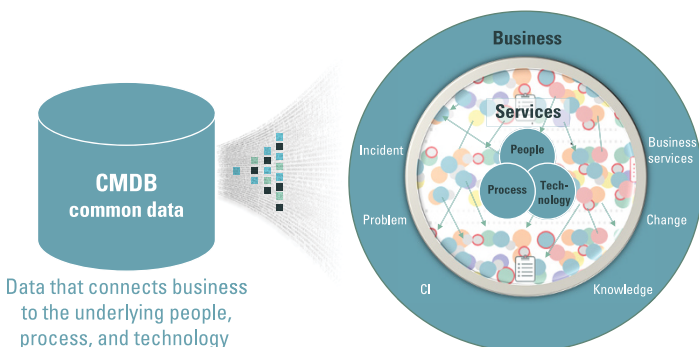 CMDB
common data
Data that connects business
to the underlying people,
process, and technology
Business
Services
People
Process
Tech-
nology
Incident
Business
services
Problem
Change
CI
Knowledge